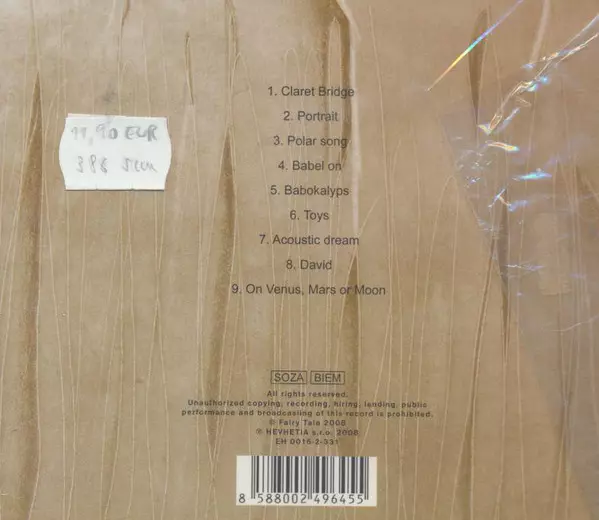 11,90 EUR
1. Claret Bridge
2. Portrait
3. Polar song
4. Babel on
5. Babokalyps
6. Toys
7. Acoustic dream
8. David
9. On Venus, Mars or Moon
SOZA BIEM
All rights reserved.
Unauthorized copying, recording, hiring, lending, public
performance and broadcasting of this record is prohibited.
© Fairy Tale 2008
℗ HEVHETIA s.r.o. 2008
EH 0015-2-331
8 588002 496455